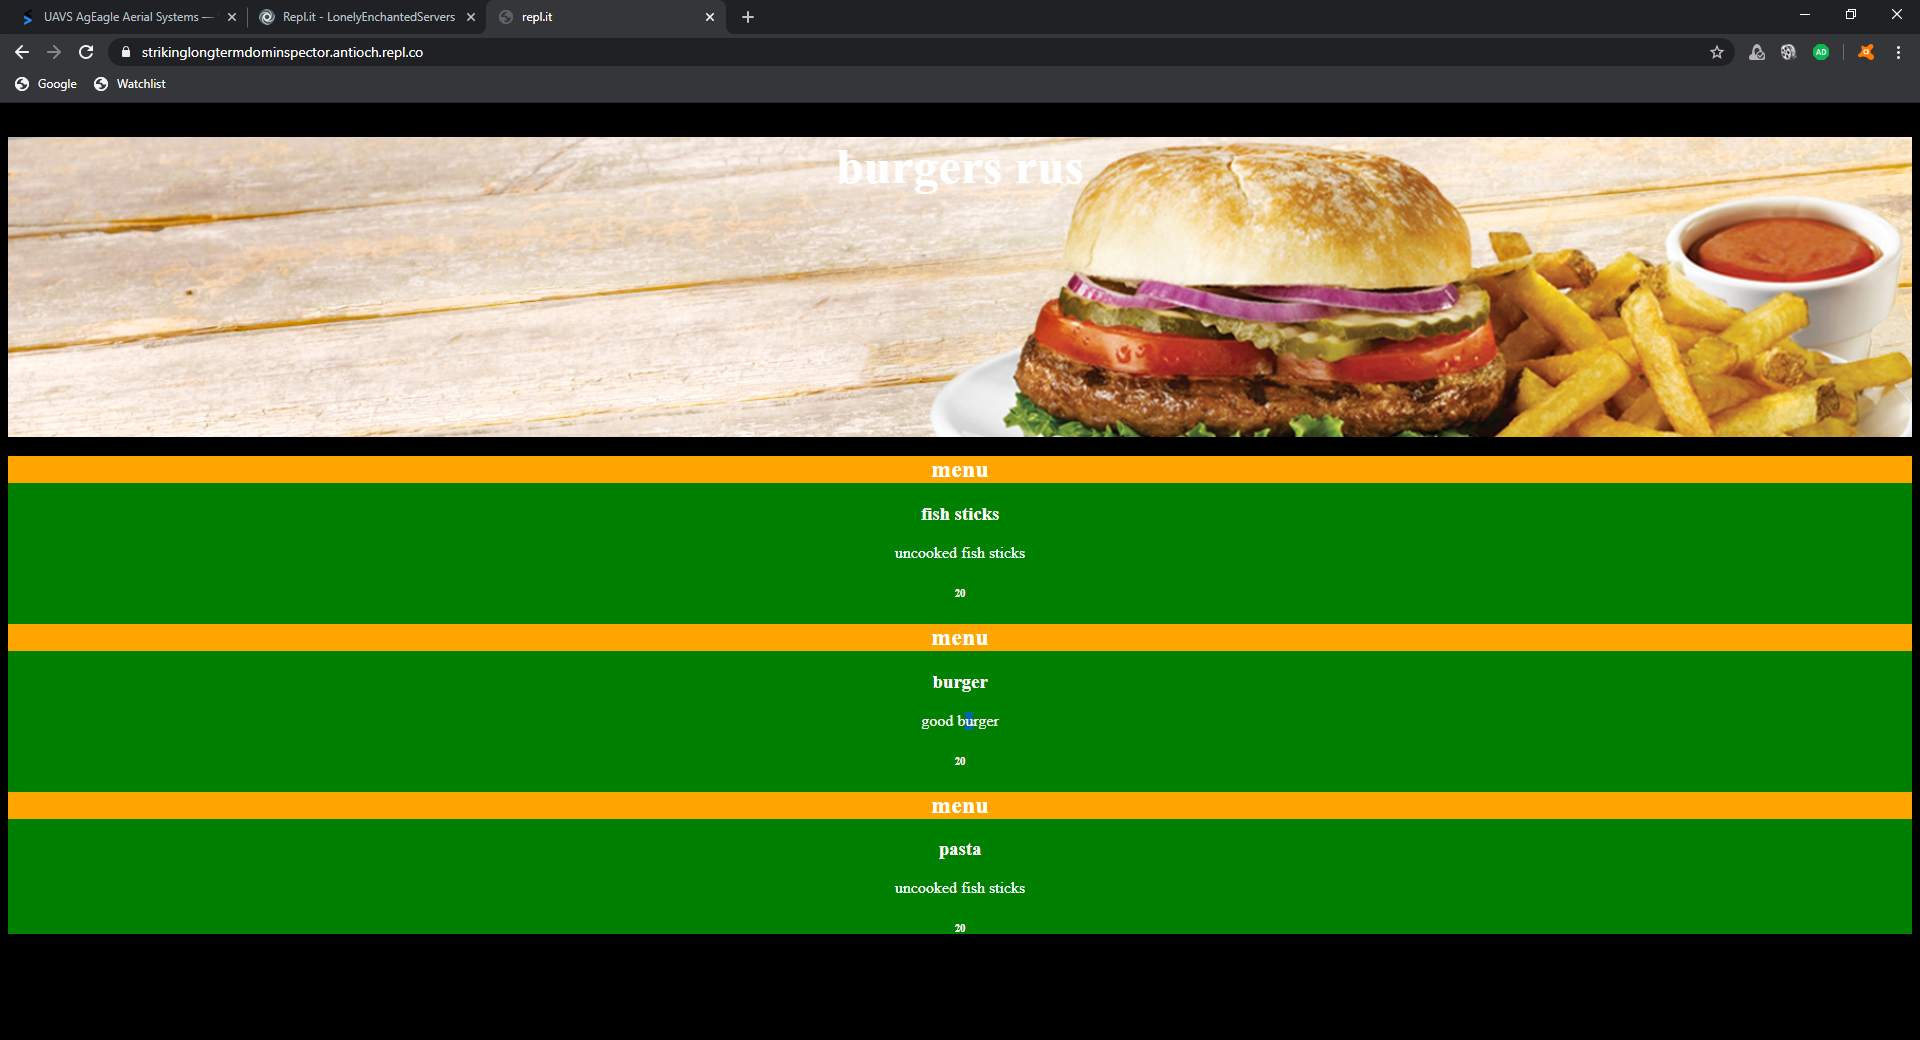 UAVS AgEagle Aerial Systems —
Repl.it - LonelyEnchantedServers
repl.it
strikinglongtermdominspector.antioch.repl.co
AD
Google
Watchlist
burgers rus
menu
fish sticks
uncooked fish sticks
20
menu
burger
good burger
20
menu
pasta
uncooked fish sticks
20